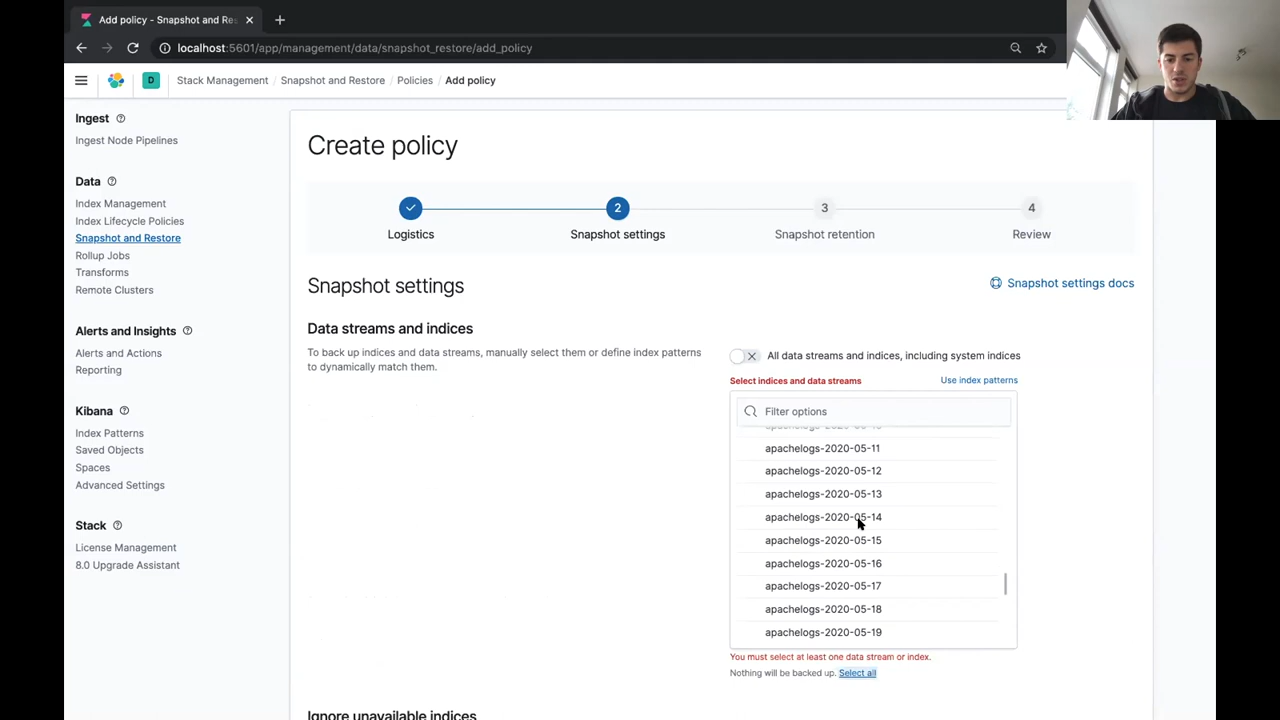 Add policy - Snapshot and Res
localhost:5601/app/management/data/snapshot_restore/add_policy
D
Stack Management / Snapshot and Restore / Policies / Add policy
Ingest
Ingest Node Pipelines
Data
Index Management
Index Lifecycle Policies
Snapshot and Restore
Rollup Jobs
Transforms
Remote Clusters
Alerts and Insights
Alerts and Actions
Reporting
Kibana
Index Patterns
Saved Objects
Spaces
Advanced Settings
Stack
License Management
8.0 Upgrade Assistant
Create policy
2
3
4
Logistics
Snapshot settings
Snapshot retention
Review
Snapshot settings
Snapshot settings docs
Data streams and indices
To back up indices and data streams, manually select them or define index patterns
to dynamically match them.
All data streams and indices, including system indices
Select indices and data streams
Use index patterns
Filter options
apachelogs-2020-05-11
apachelogs-2020-05-12
apachelogs-2020-05-13
apachelogs-2020-05-14
apachelogs-2020-05-15
apachelogs-2020-05-16
apachelogs-2020-05-17
apachelogs-2020-05-18
apachelogs-2020-05-19
You must select at least one data stream or index.
Nothing will be backed up. Select all
Ignore unavailable indices